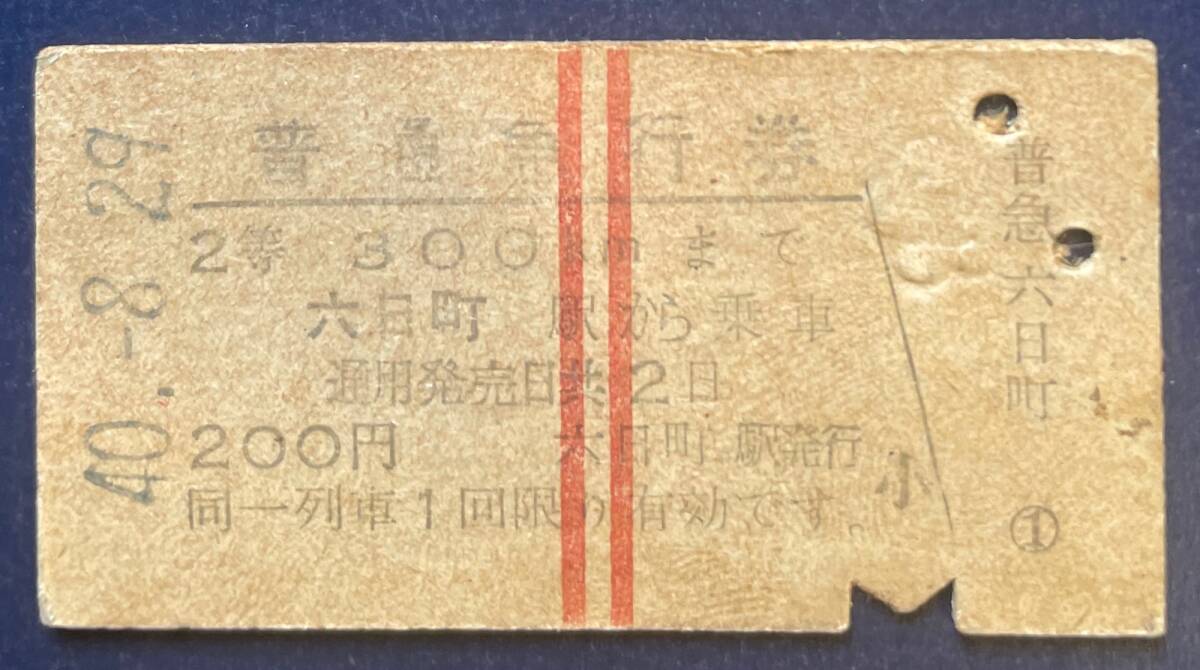 普通急行券
2等 300kmまで
六日町 駅から乗車
通用発売日共2日
200円 六日町 駅発行
同一列車1回限り有効です。
小
40.-8.29
普急六日町
①